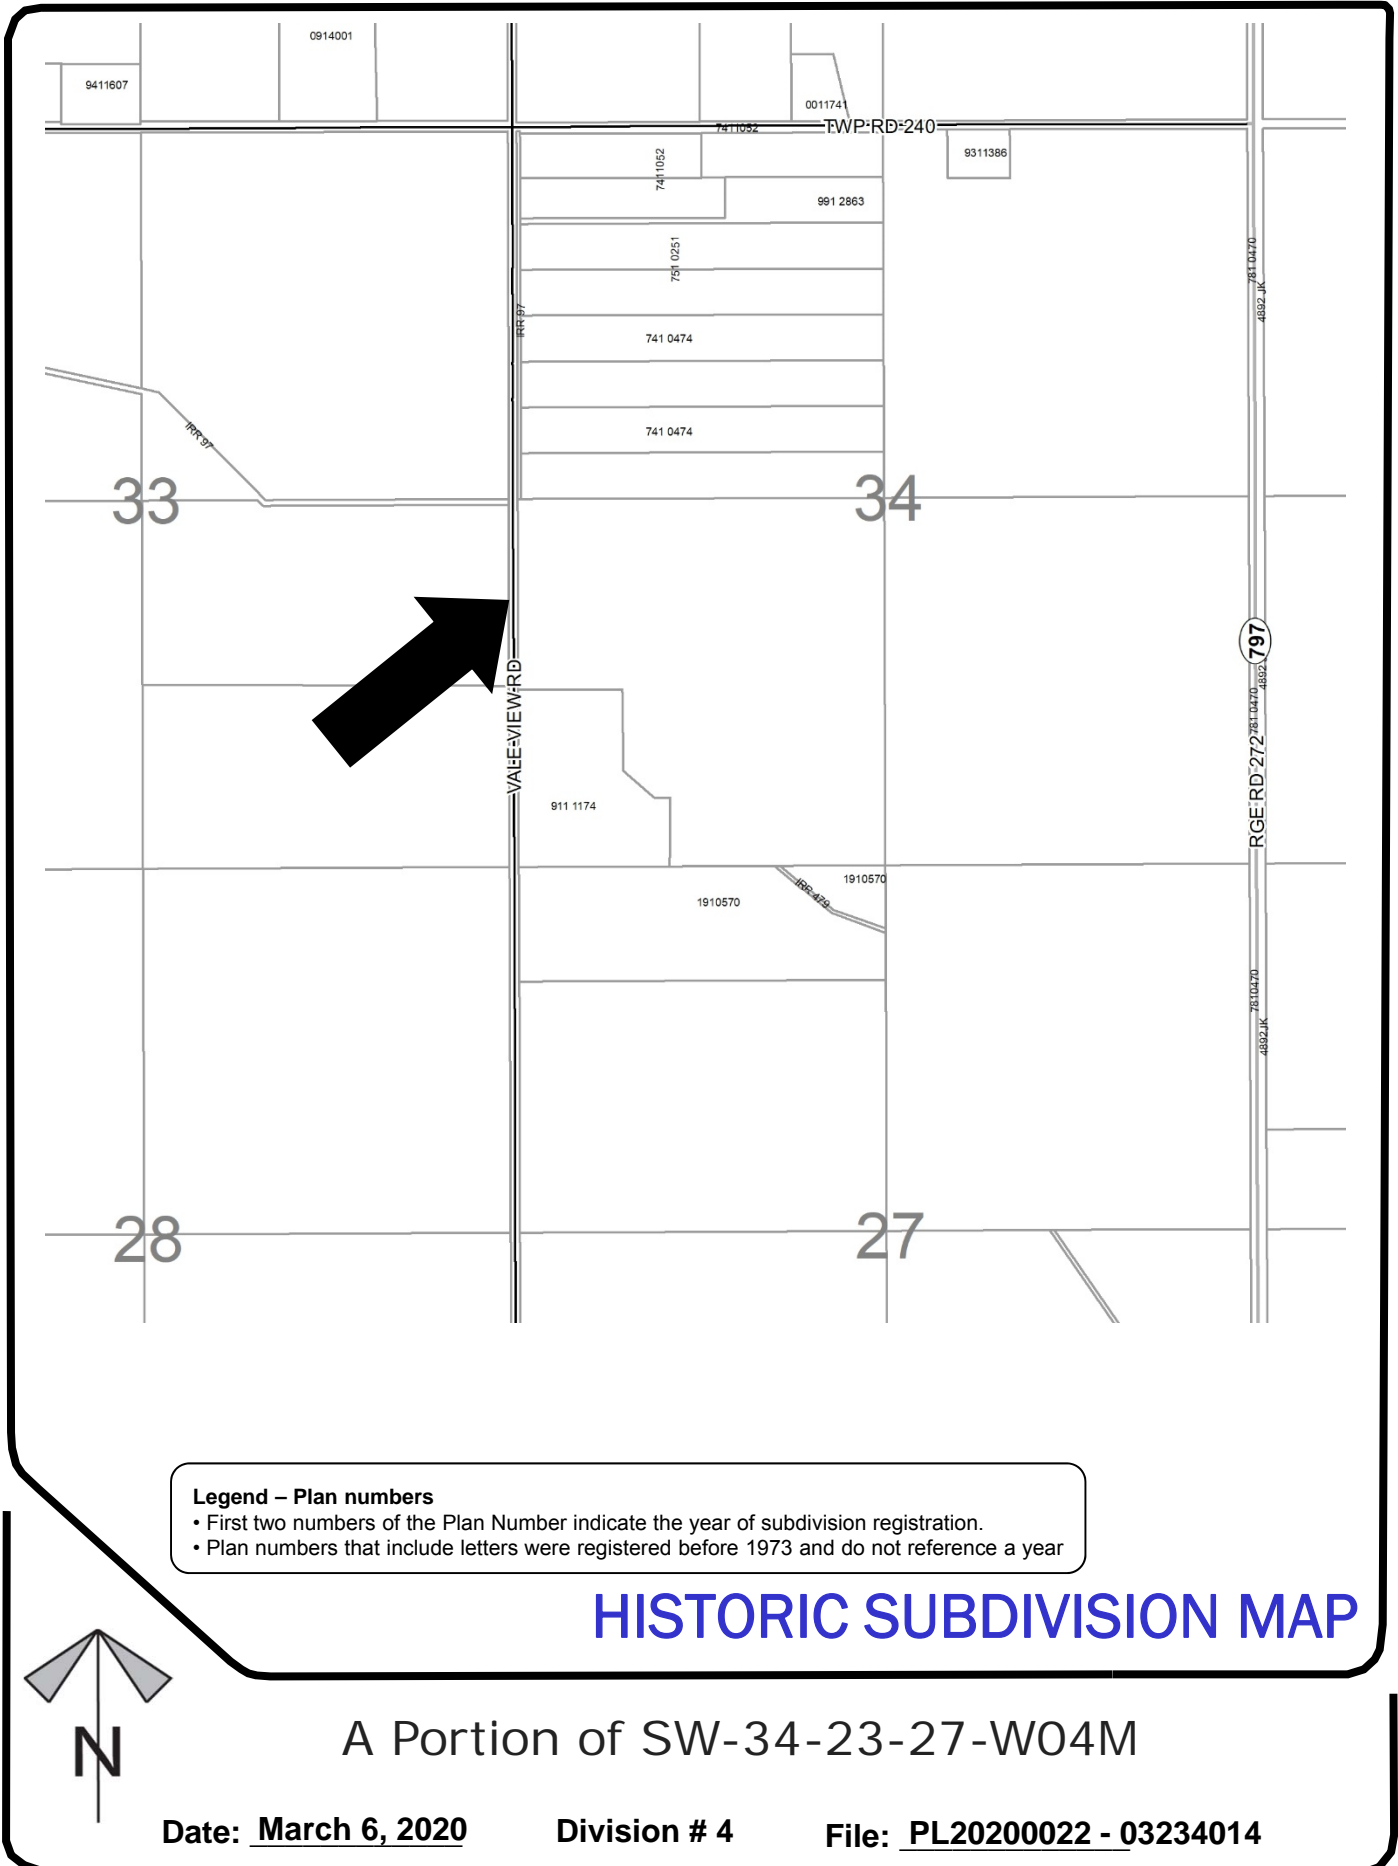 0914001
9411607
0011741
7411052
TWP RD 240
7411052
9311386
991 2863
751 0251
781 0470
4892 JK
IRR 97
741 0474
IRR 97
741 0474
33
34
797
4892
VALE-VIEW-RD
781 0470
RGE RD 272
911 1174
1910570
IRR 479
1910570
7810470
4892JK
28
27
Legend – Plan numbers
• First two numbers of the Plan Number indicate the year of subdivision registration.
• Plan numbers that include letters were registered before 1973 and do not reference a year
HISTORIC SUBDIVISION MAP
N
A Portion of SW-34-23-27-W04M
Date: March 6, 2020 Division # 4 File: PL20200022 - 03234014